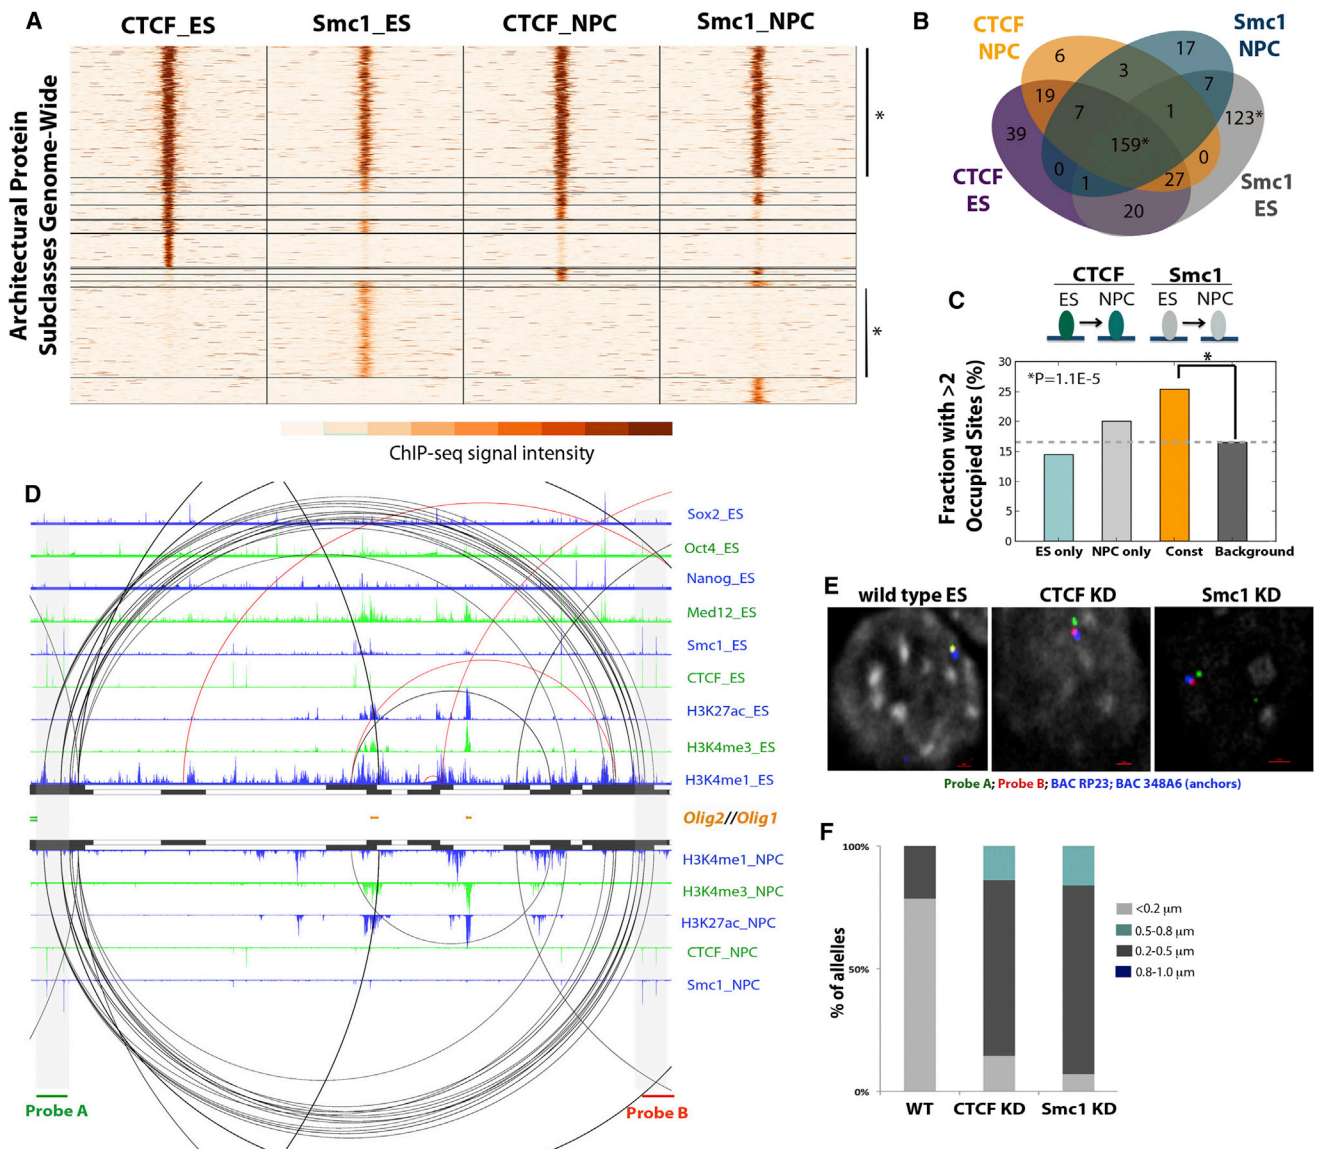 A
CTCF_ES
Smc1_ES
CTCF_NPC
Smc1_NPC
Architectural Protein
Subclasses Genome-Wide
*
*
ChIP-seq signal intensity
B
CTCF
NPC
Smc1
NPC
CTCF
ES
Smc1
ES
6
3
17
7
19
7
1
123*
39
159*
0
0
1
27
20
C
CTCF
Smc1
ES
NPC
ES
NPC
Fraction with >2
Occupied Sites (%)
*P=1.1E-5
*
30
25
20
15
10
5
0
ES only
NPC only
Const
Background
D
Sox2_ES
Oct4_ES
Nanog_ES
Med12_ES
Smc1_ES
CTCF_ES
H3K27ac_ES
H3K4me3_ES
H3K4me1_ES
Olig2//Olig1
H3K4me1_NPC
H3K4me3_NPC
H3K27ac_NPC
CTCF_NPC
Smc1_NPC
Probe A
Probe B
E
wild type ES
CTCF KD
Smc1 KD
Probe A; Probe B; BAC RP23; BAC 348A6 (anchors)
F
% of alleles
100%
50%
0%
WT
CTCF KD
Smc1 KD
<0.2 µm
0.5-0.8 µm
0.2-0.5 µm
0.8-1.0 µm